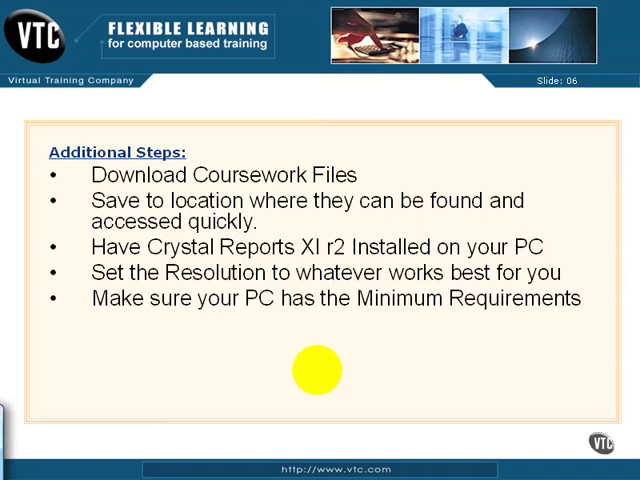 VTC
FLEXIBLE LEARNING
for computer based training
Virtual Training Company
Slide: 06
Additional Steps:
• Download Coursework Files
• Save to location where they can be found and
accessed quickly.
• Have Crystal Reports XI r2 Installed on your PC
• Set the Resolution to whatever works best for you
• Make sure your PC has the Minimum Requirements
VTC
http://www.vtc.com